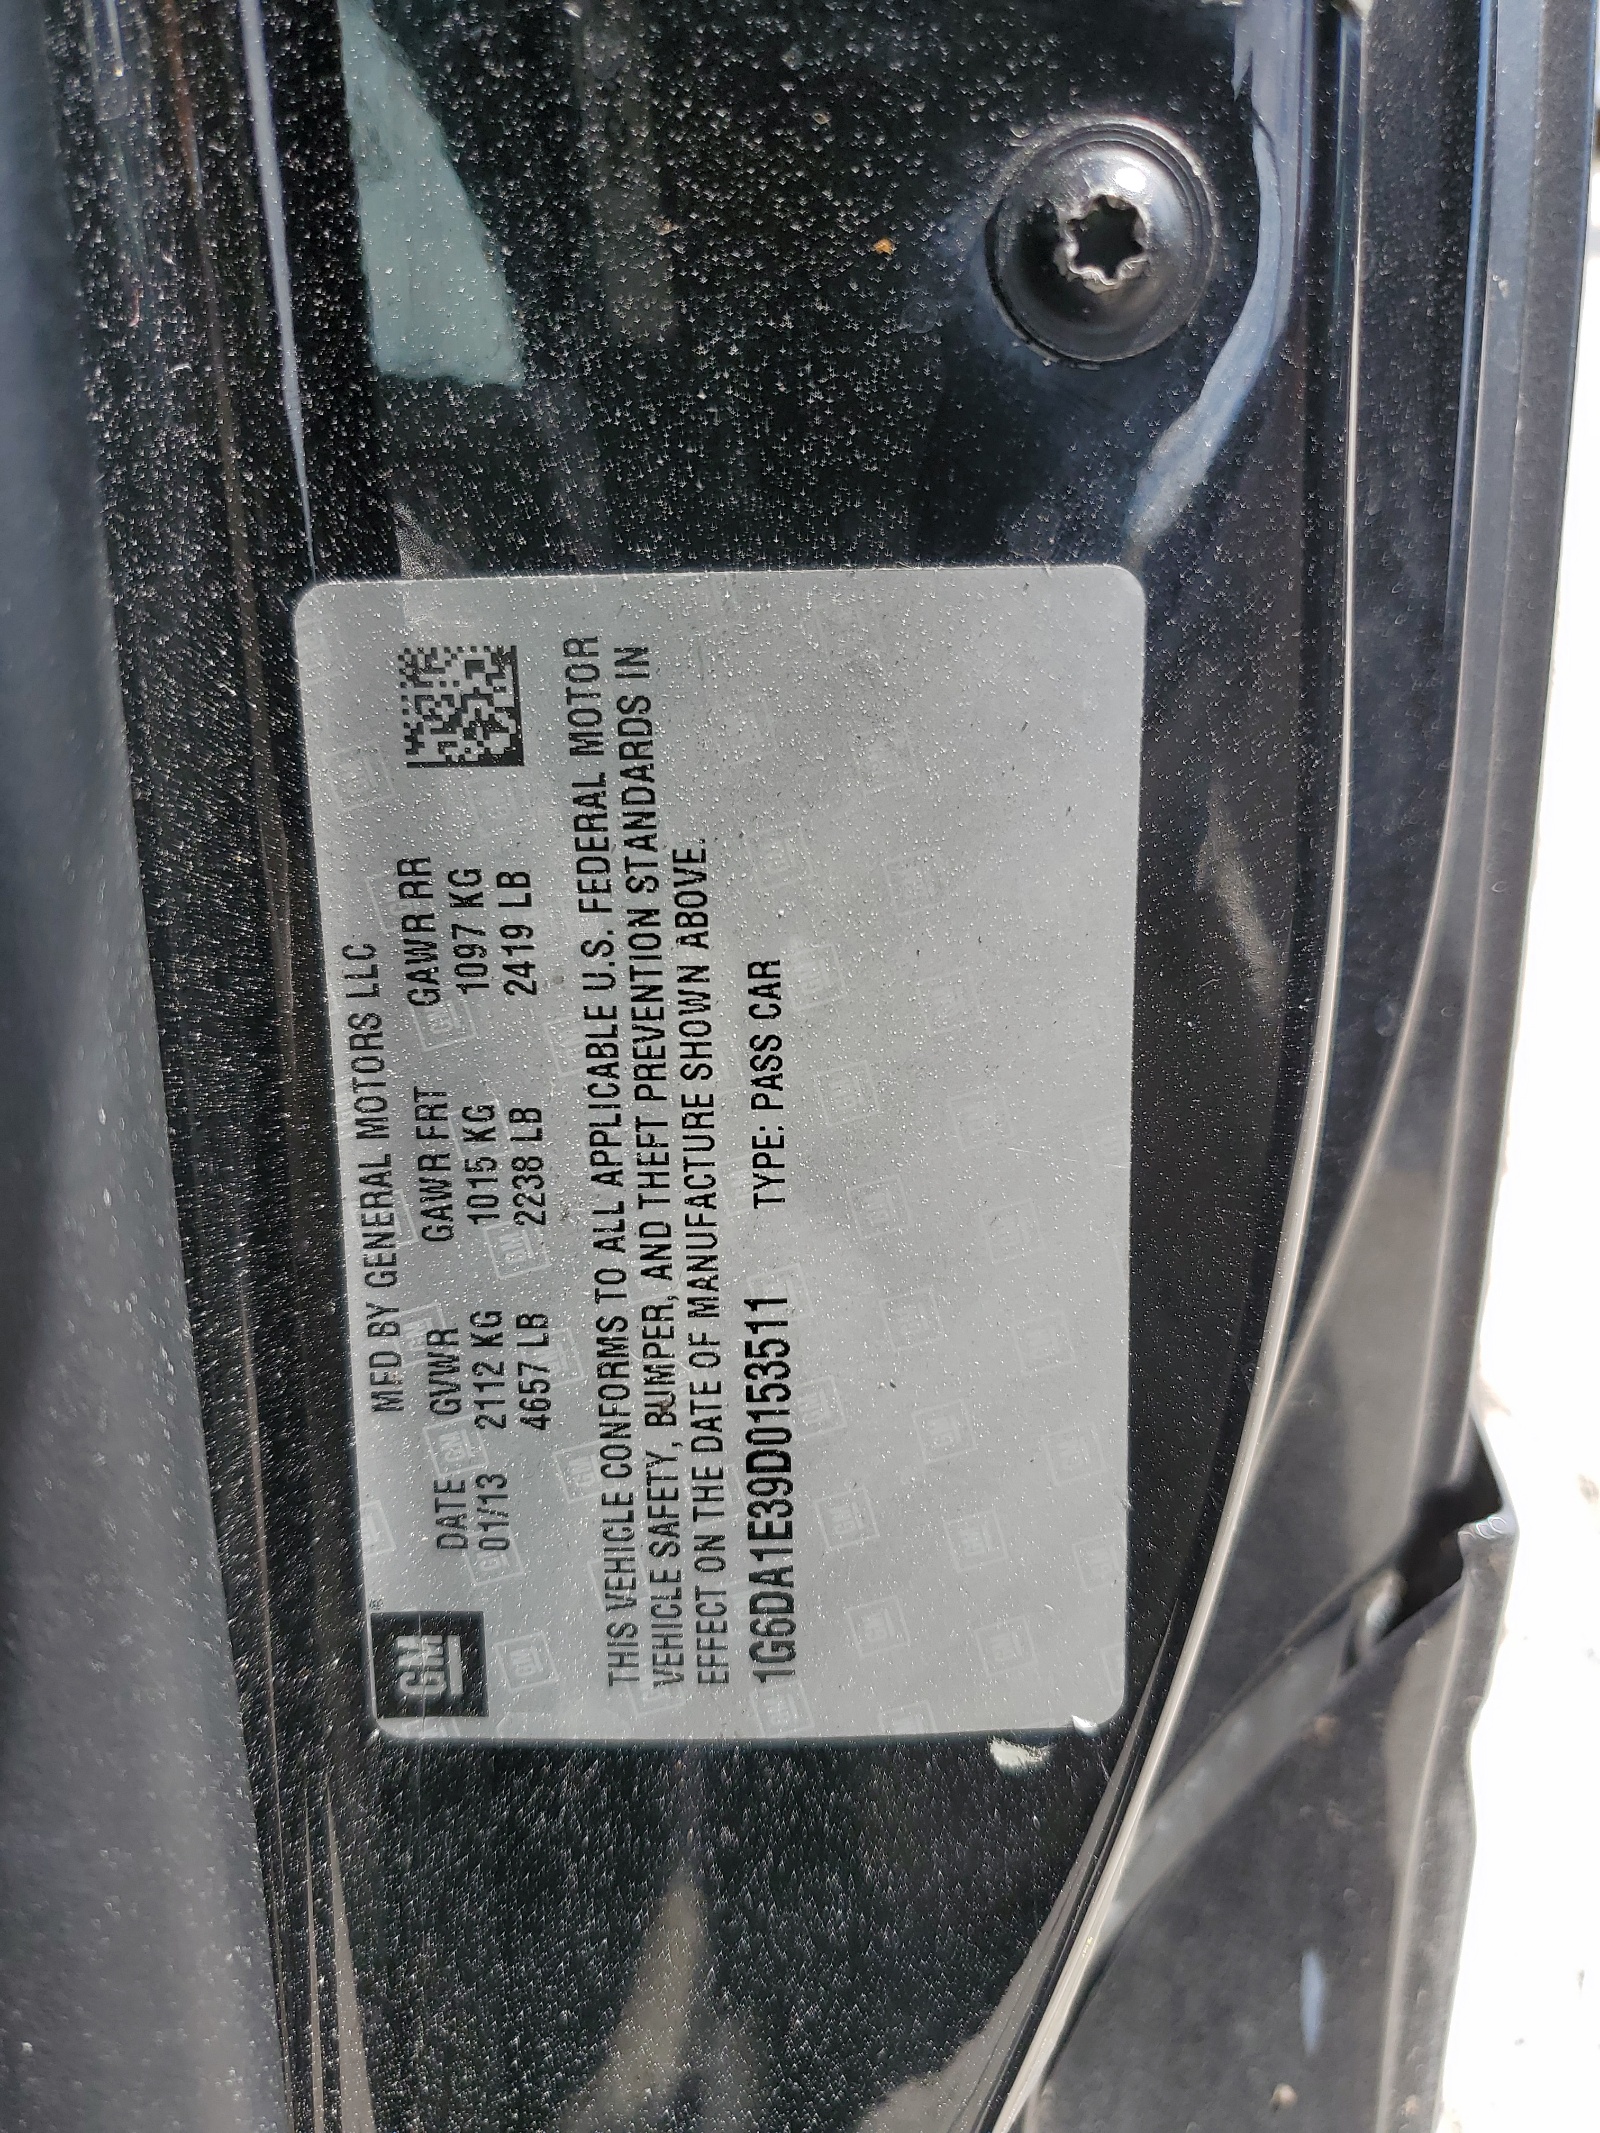 GM®
MFD BY GENERAL MOTORS LLC
DATE GVWR GAWR FRT GAWR RR
01/13 2112 KG 1015 KG 1097 KG
4657 LB 2238 LB 2419 LB
THIS VEHICLE CONFORMS TO ALL APPLICABLE U.S. FEDERAL MOTOR
VEHICLE SAFETY, BUMPER, AND THEFT PREVENTION STANDARDS IN
EFFECT ON THE DATE OF MANUFACTURE SHOWN ABOVE.
1G6DA1E39D0153511 TYPE: PASS CAR